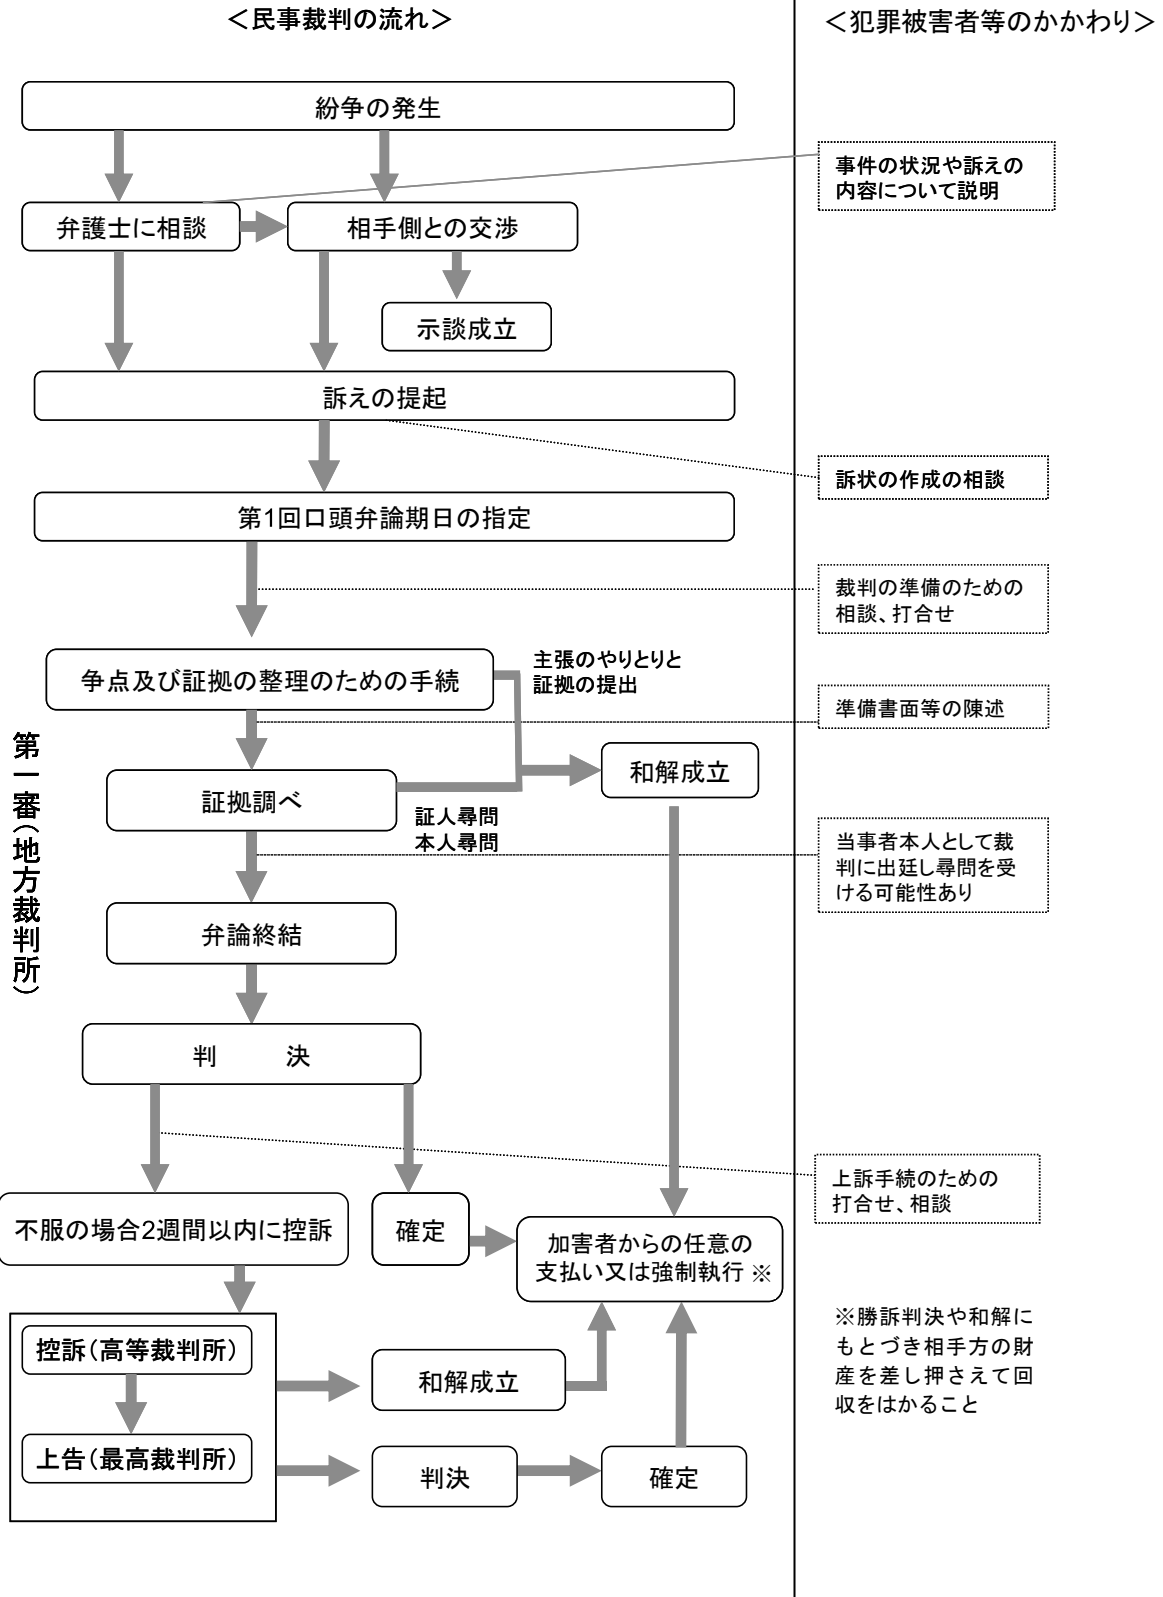 ＜民事裁判の流れ＞
＜犯罪被害者等のかかわり＞
紛争の発生
事件の状況や訴えの
内容について説明
弁護士に相談
相手側との交渉
示談成立
訴えの提起
訴状の作成の相談
第1回口頭弁論期日の指定
裁判の準備のための
相談、打合せ
争点及び証拠の整理のための手続
主張のやりとりと
証拠の提出
準備書面等の陳述
第一審（地方裁判所）
和解成立
証拠調べ
証人尋問
本人尋問
当事者本人として裁
判に出廷し尋問を受
ける可能性あり
弁論終結
判　　決
上訴手続のための
打合せ、相談
不服の場合2週間以内に控訴
確定
加害者からの任意の
支払い又は強制執行 ※
※勝訴判決や和解に
もとづき相手方の財
産を差し押さえて回
収をはかること
控訴（高等裁判所）
和解成立
上告（最高裁判所）
判決
確定